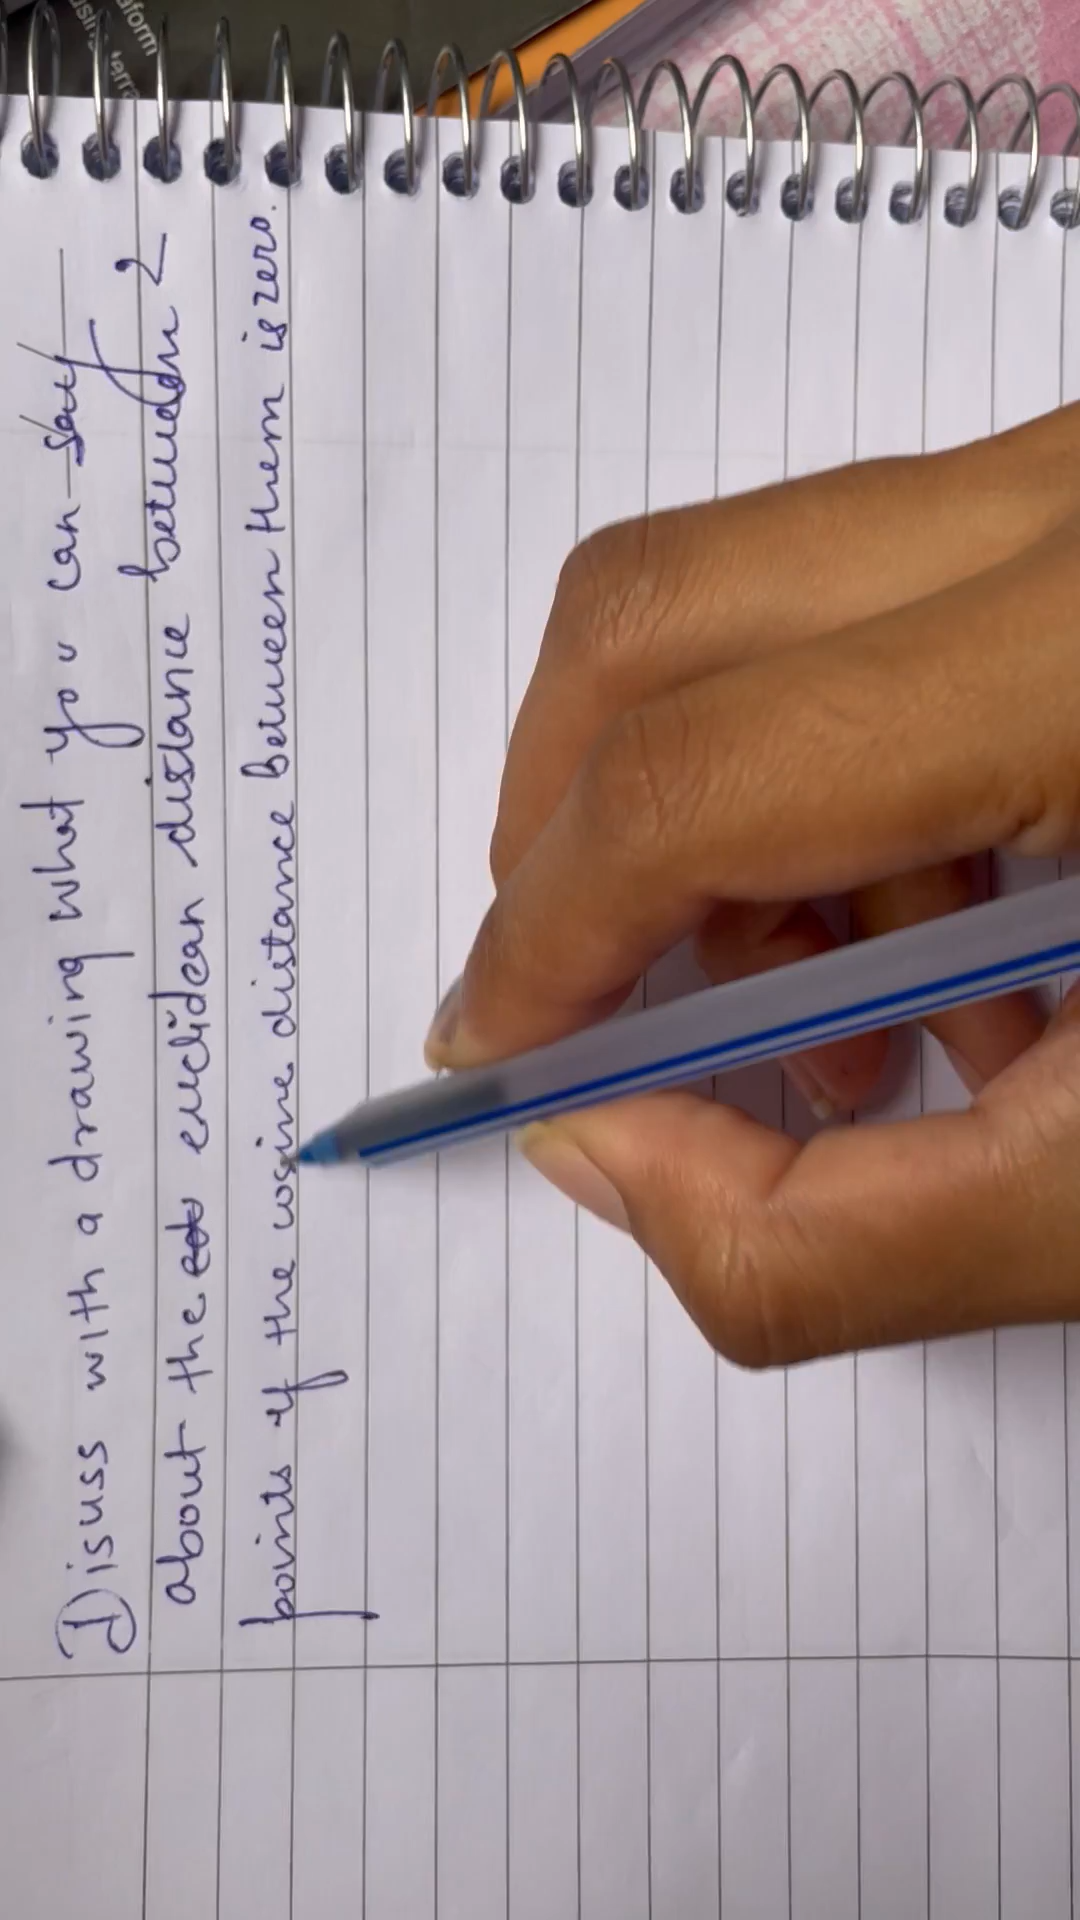 Disuss with a drawing what you can say
about the euclidean distance between 2
points if the cosine distance between them is zero.